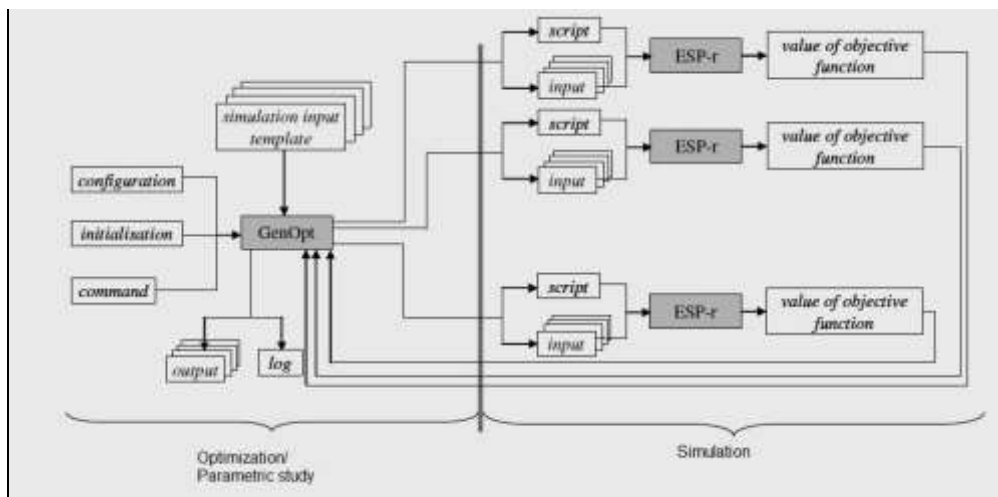 script
ESP-r
value of objective
function
input
simulation input
template
script
ESP-r
value of objective
function
input
configuration
initialisation
GenOpt
command
script
ESP-r
value of objective
function
input
output
log
Optimization/
Parametric study
Simulation